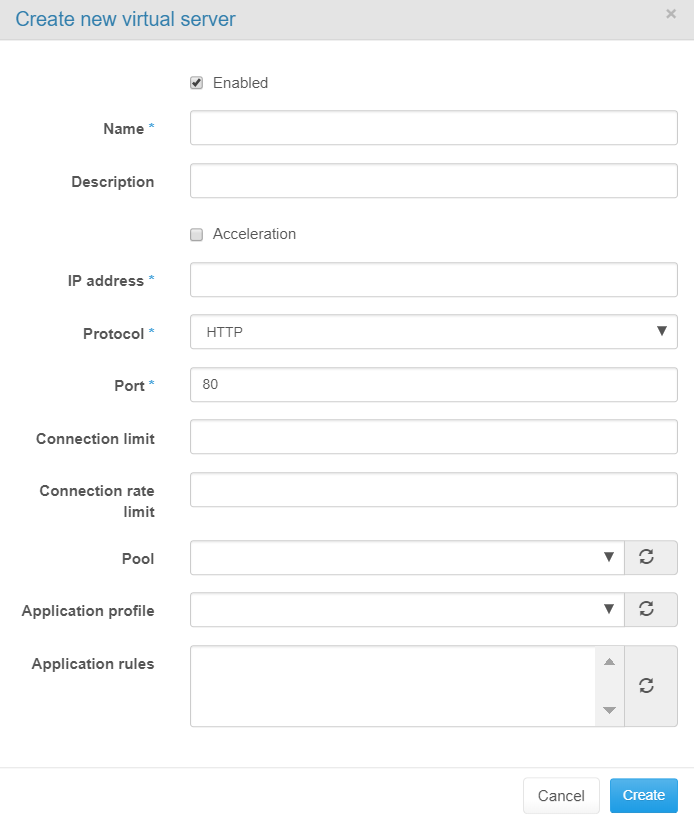 Create new virtual server ×
Enabled
Name *
Description
Acceleration
IP address *
Protocol * HTTP
Port * 80
Connection limit
Connection rate
limit
Pool
Application profile
Application rules
Cancel Create